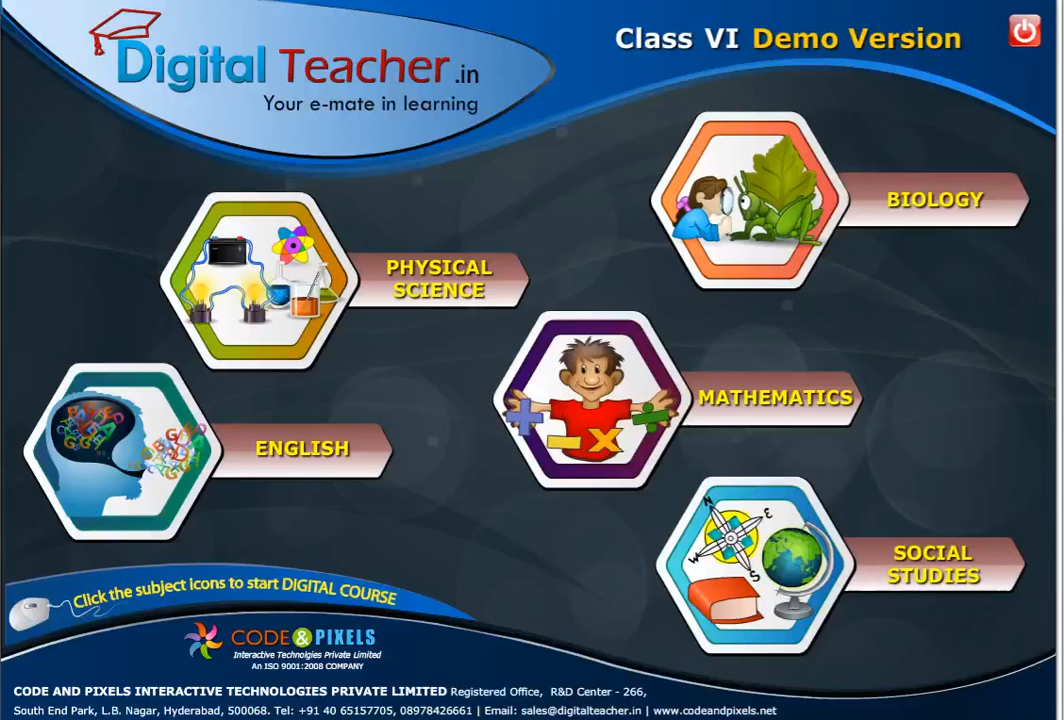 Digital Teacher.in
Your e-mate in learning
Class VI Demo Version
BIOLOGY
PHYSICAL
SCIENCE
MATHEMATICS
ENGLISH
N
E
W
S
SOCIAL
STUDIES
Click the subject icons to start DIGITAL COURSE
CODE & PIXELS
Interactive Technolgies Private Limited
An ISO 9001:2008 COMPANY
CODE AND PIXELS INTERACTIVE TECHNOLOGIES PRIVATE LIMITED Registered Office, R&D Center - 266,
South End Park, L.B. Nagar, Hyderabad, 500068. Tel: +91 40 65157705, 08978426661 | Email: sales@digitalteacher.in | www.codeandpixels.net